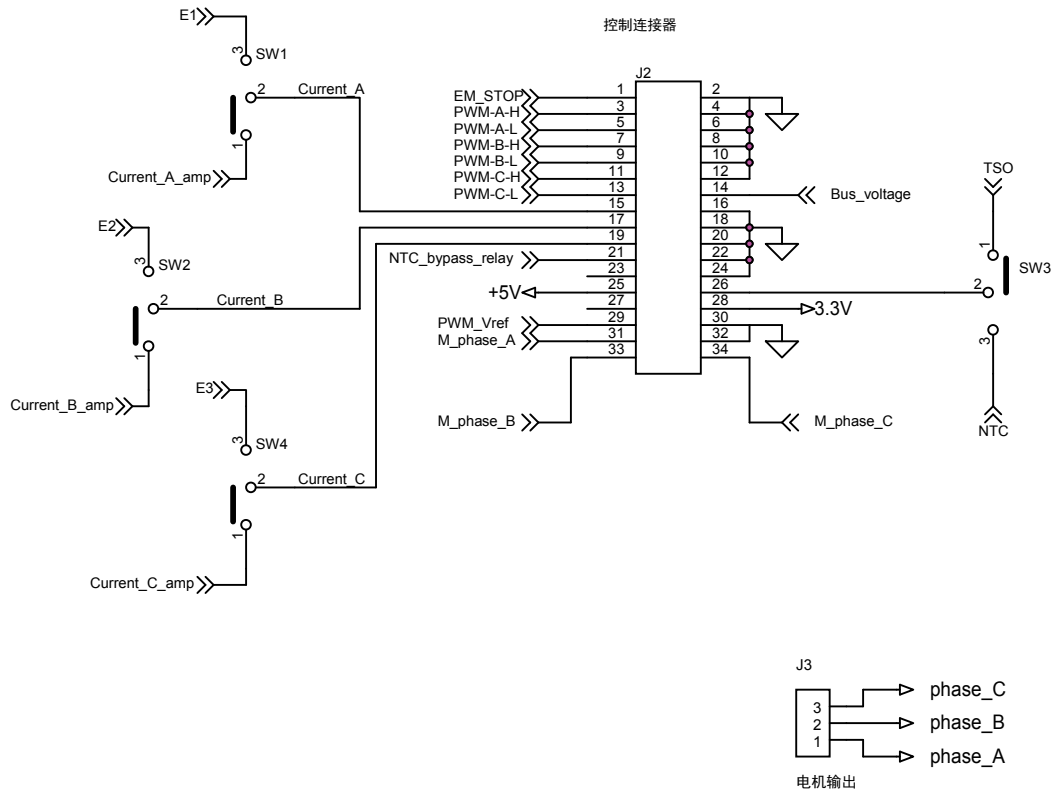 控制连接器
E1
3
SW1
2
Current_A
1
Current_A_amp
E2
3
SW2
2
Current_B
1
Current_B_amp
E3
3
SW4
2
Current_C
1
Current_C_amp
J2
EM_STOP 1 2
PWM-A-H 3 4
PWM-A-L 5 6
PWM-B-H 7 8
PWM-B-L 9 10
PWM-C-H 11 12
PWM-C-L 13 14 Bus_voltage
15 16
17 18
19 20
NTC_bypass_relay 21 22
23 24
+5V 25 26
27 28 3.3V
PWM_Vref 29 30
M_phase_A 31 32
33 34
M_phase_B
M_phase_C
TSO
1
SW3
2
3
NTC
J3
3 phase_C
2 phase_B
1 phase_A
电机输出